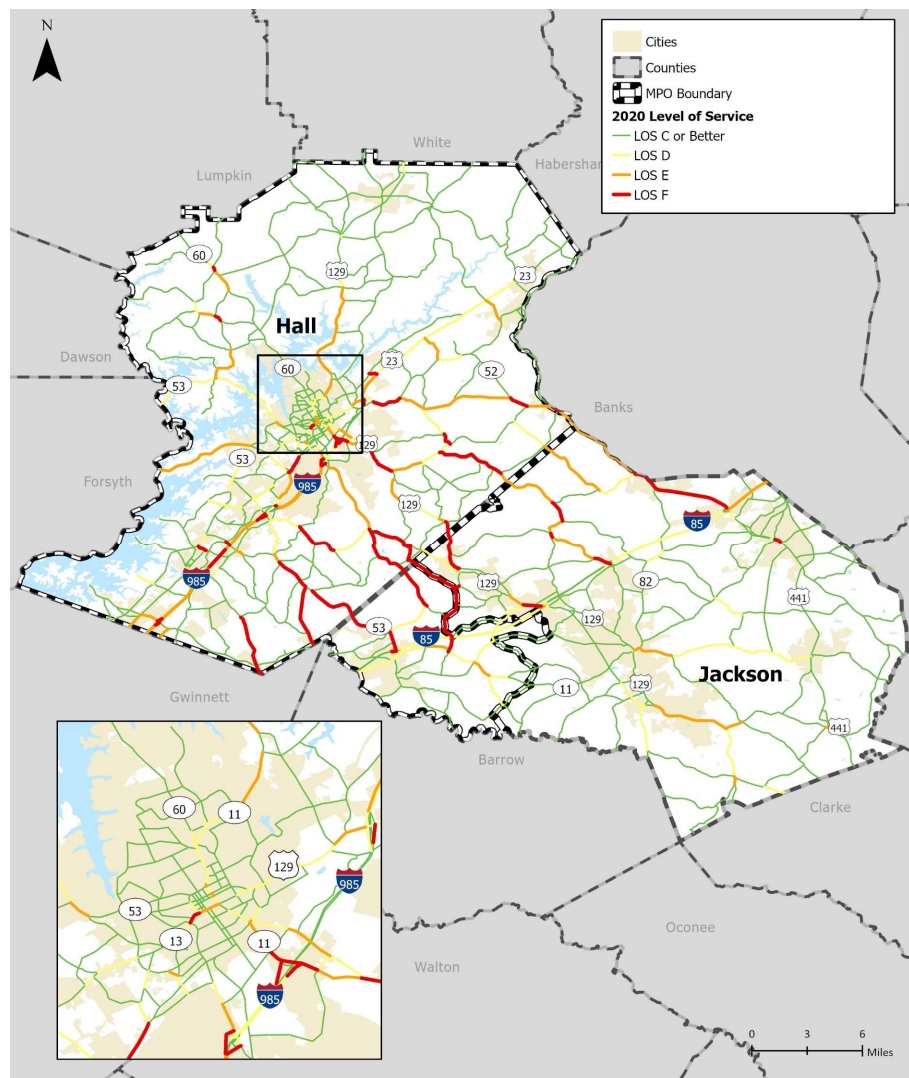 N
Cities
Counties
MPO Boundary
2020 Level of Service
LOS C or Better
LOS D
LOS E
LOS F
White
Habersham
Lumpkin
60
129
23
Hall
Dawson
60
23
52
53
Banks
129
53
985
Forsyth
129
85
985
82
129
441
53
129
85
Jackson
Gwinnett
11
129
441
Barrow
Clarke
60
11
129
985
53
13
11
985
Oconee
Walton
0 3 6
Miles